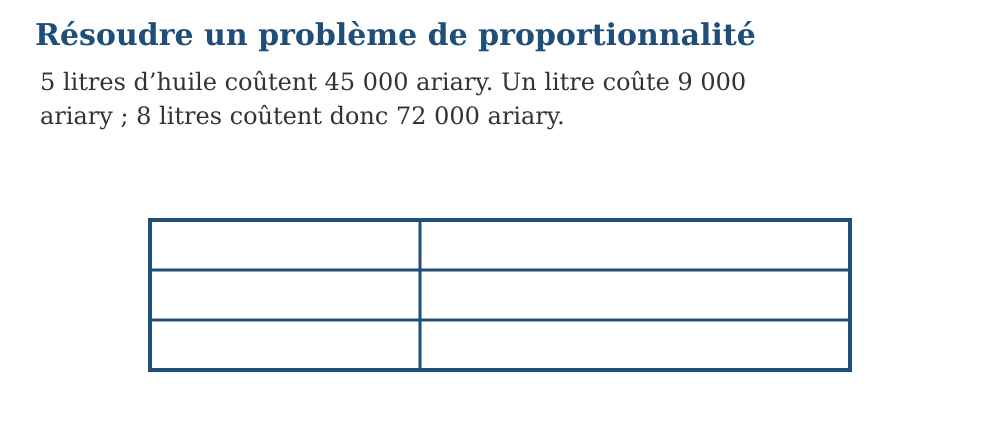 Résoudre un problème de proportionnalité
5 litres d’huile coûtent 45 000 ariary. Un litre coûte 9 000
ariary ; 8 litres coûtent donc 72 000 ariary.